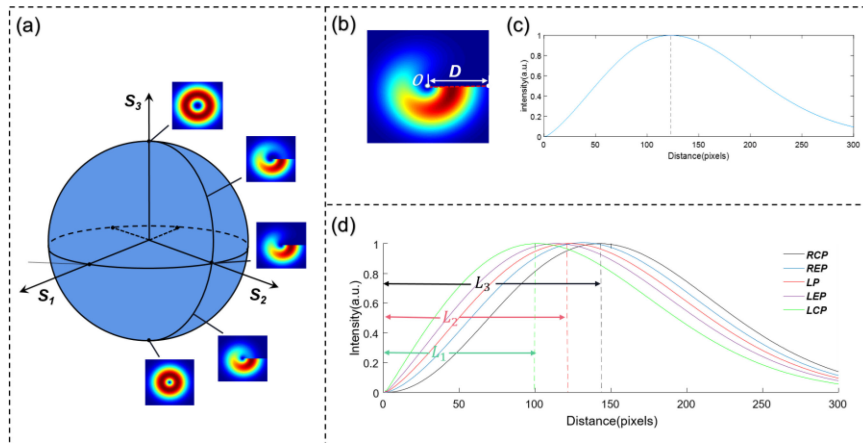 (a)
S3
S1
S2
(b)
O
D
(c)
intensity(a.u.)
1
0.8
0.6
0.4
0.2
0
0 50 100 150 200 250 300
Distance(pixels)
(d)
Intensity(a.u.)
1
0.8
0.6
0.4
0.2
0
L3
L2
L1
RCP
REP
LP
LEP
LCP
0 50 100 150 200 250 300
Distance(pixels)